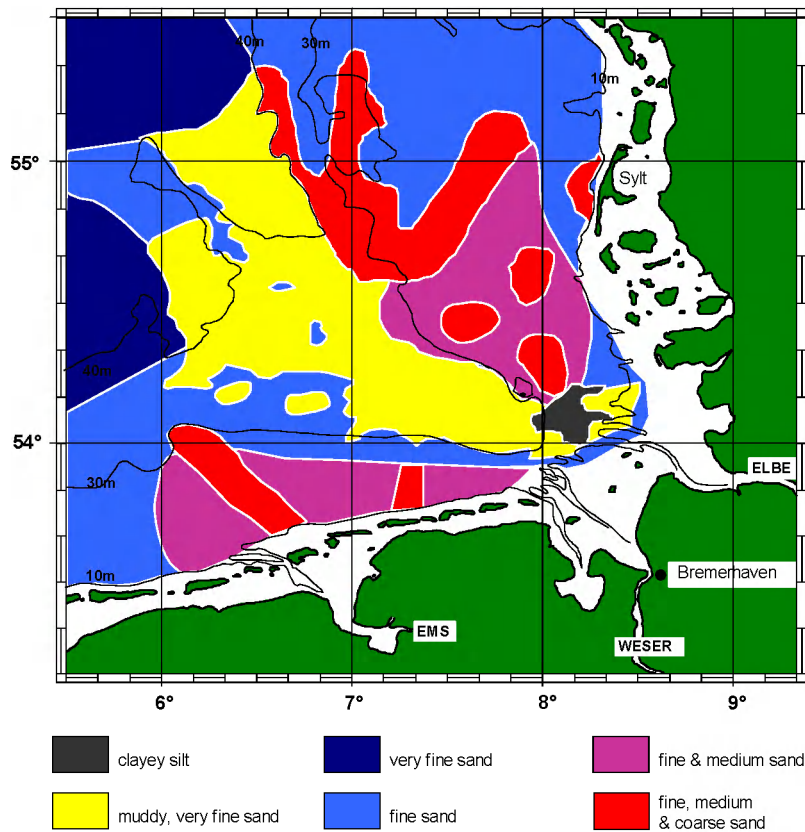 40m
30m
10m
55°
Sylt
40m
54°
ELBE
30m
10m
Bremerhaven
EMS
WESER
6°
7°
8°
9°
clayey silt
very fine sand
fine & medium sand
muddy, very fine sand
fine sand
fine, medium
& coarse sand